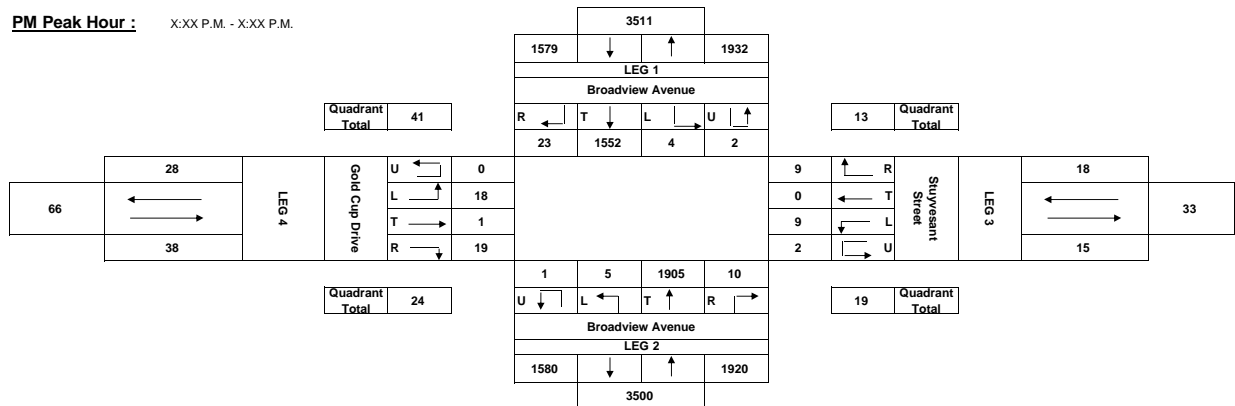 PM Peak Hour : X:XX P.M. - X:XX P.M.
3511
1579 1932
LEG 1
Broadview Avenue
Quadrant Total 41
R T L U
13 Quadrant Total
23 1552 4 2
28
U 0
9 R
18
66
LEG 4
Gold Cup Drive
L 18
0 T
Stuyvesant Street
LEG 3
33
T 1
9 L
38
R 19
2 U
15
1 5 1905 10
Quadrant Total 24
U L T R
19 Quadrant Total
Broadview Avenue
LEG 2
1580 1920
3500